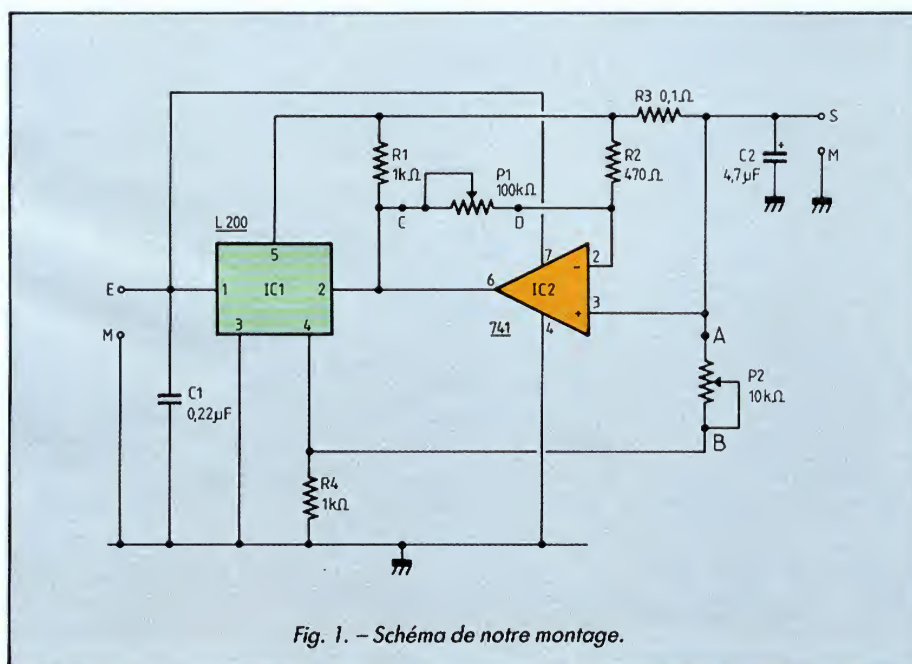 R3 0,1Ω
S
R1
1kΩ
P1
100kΩ
R2
470Ω
C2
4,7µF
+
M
C
D
L 200
5
E
1
IC1
2
6
7
-
2
IC2
+
3
4
741
3
4
A
M
C1
0,22µF
P2
10kΩ
B
R4
1kΩ
Fig. 1. – Schéma de notre montage.